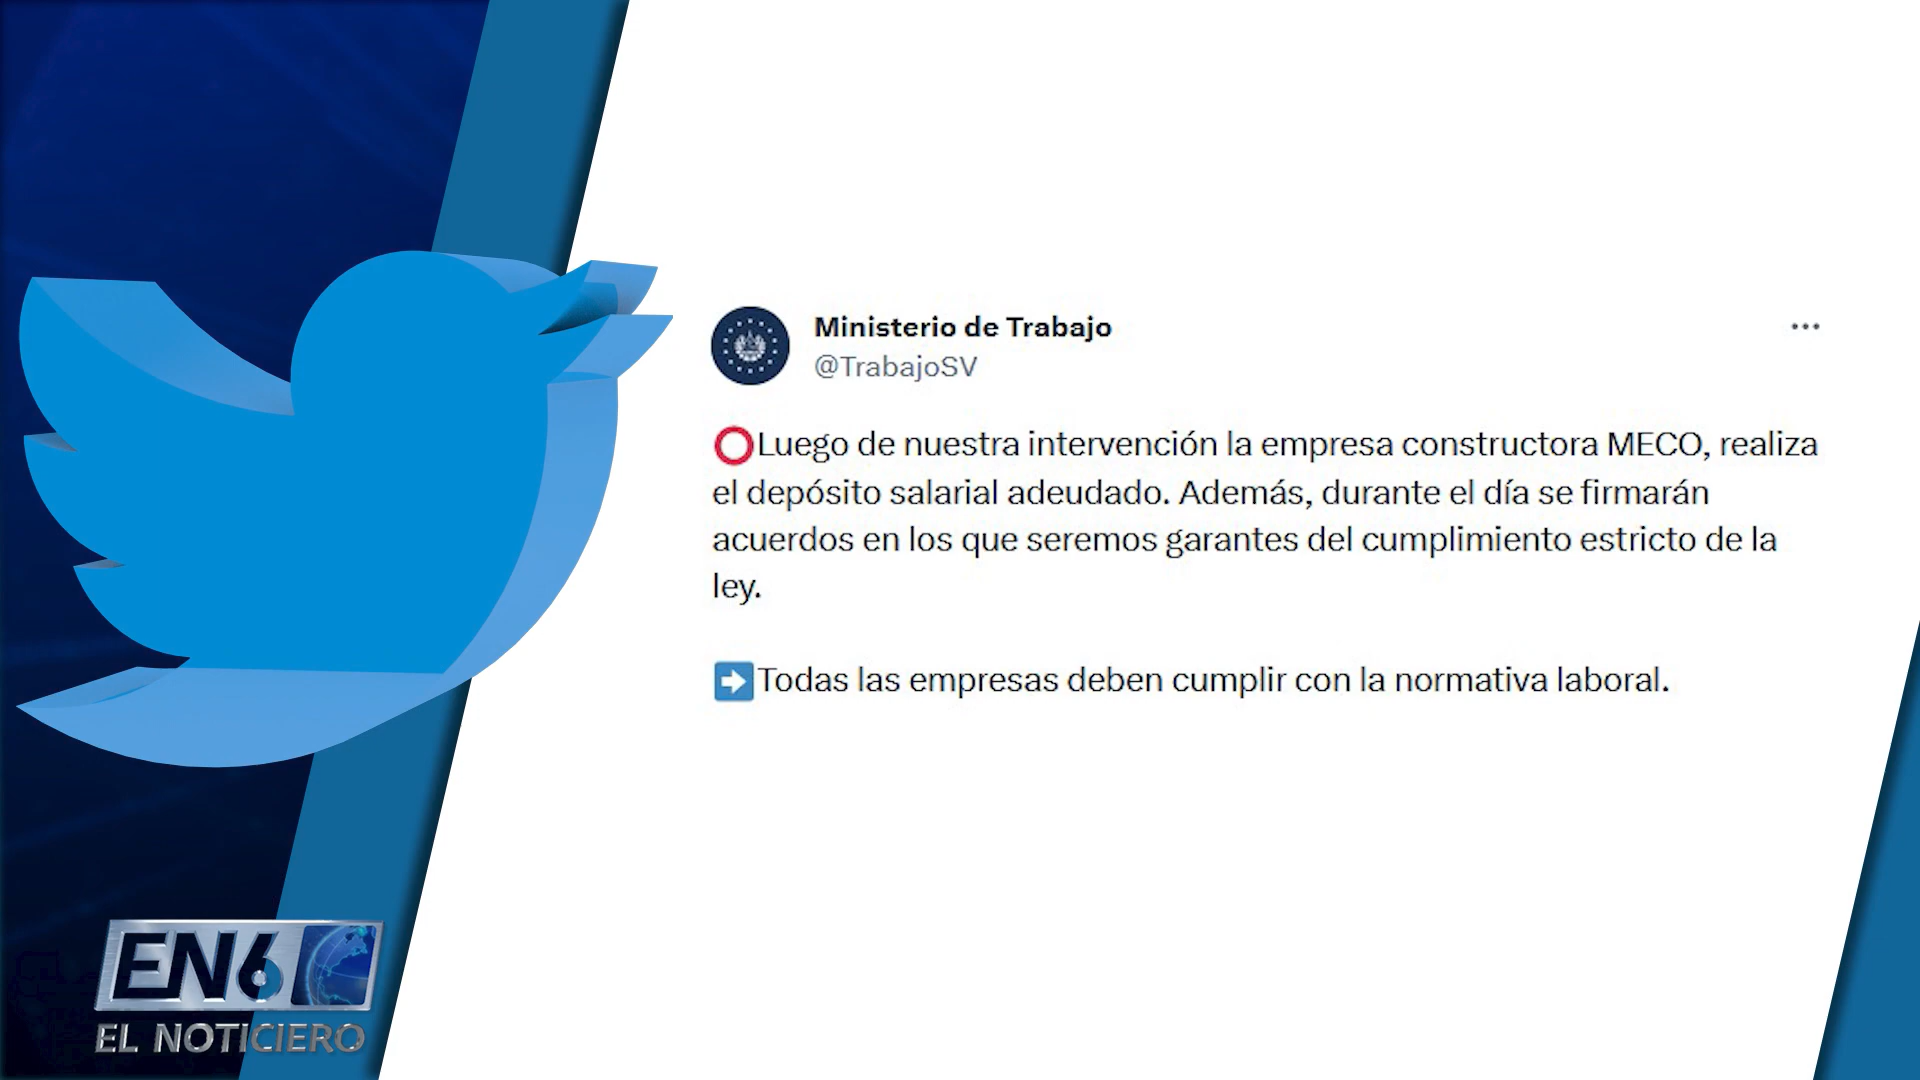 Ministerio de Trabajo
@TrabajoSV
⭕Luego de nuestra intervención la empresa constructora MECO, realiza
el depósito salarial adeudado. Además, durante el día se firmarán
acuerdos en los que seremos garantes del cumplimiento estricto de la
ley.
➡️Todas las empresas deben cumplir con la normativa laboral.
EN6
EL NOTICIERO